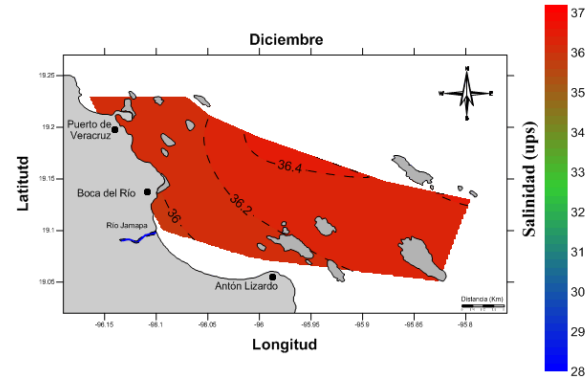 Diciembre
N
W
E
S
19.25
19.2
19.15
19.1
19.05
Latitutd
Puerto de
Veracruz
Boca del Río
Río Jamapa
Antón Lizardo
36.4
36.2
36
Distancia (Km)
-96.15
-96.1
-96.05
-96
-95.95
-95.9
-95.85
-95.8
Longitud
Salinidad (ups)
37
36
35
34
33
32
31
30
29
28